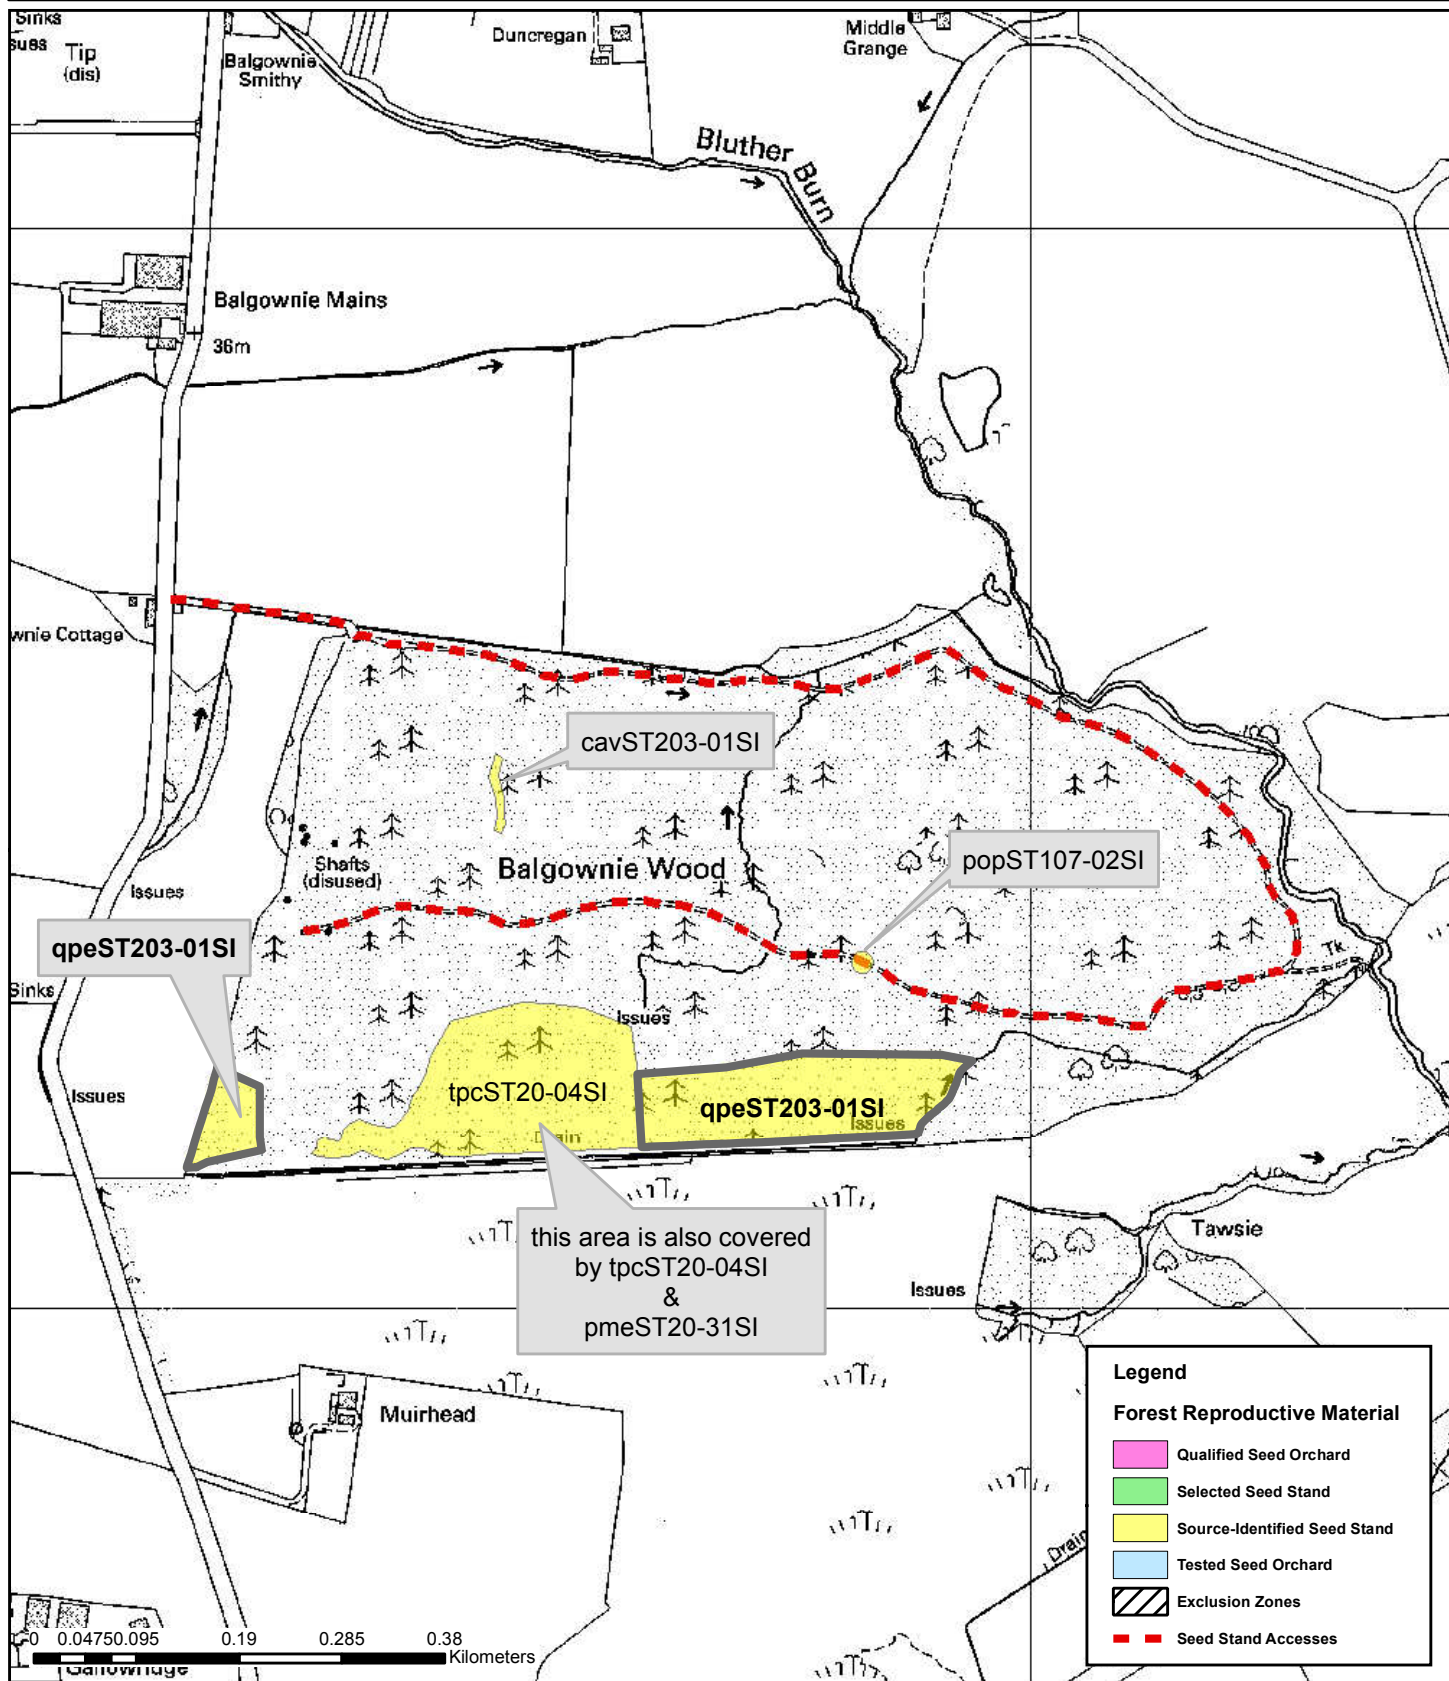 Sinks
sues
Tip
(dis)
Balgownie
Smithy
Duncregan
Middle
Grange
Bluther
Burn
Balgownie Mains
36m
wnie Cottage
cavST203-01SI
popST107-02SI
Shafts
(disused)
Balgownie Wood
Issues
qpeST203-01SI
Sinks
Tk
Issues
Issues
tpcST20-04SI
qpeST203-01SI
Issues
Drain
this area is also covered
by tpcST20-04SI
&
pmeST20-31SI
Tawsie
Issues
Muirhead
Drain
Legend
Forest Reproductive Material
Qualified Seed Orchard
Selected Seed Stand
Source-Identified Seed Stand
Tested Seed Orchard
Exclusion Zones
Seed Stand Accesses
0 0.0475 0.095 0.19 0.285 0.38
Kilometers
Gallowridge